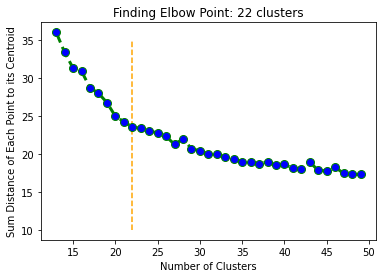 Finding Elbow Point: 22 clusters
Sum Distance of Each Point to its Centroid
35
30
25
20
15
10
15 20 25 30 35 40 45 50
Number of Clusters